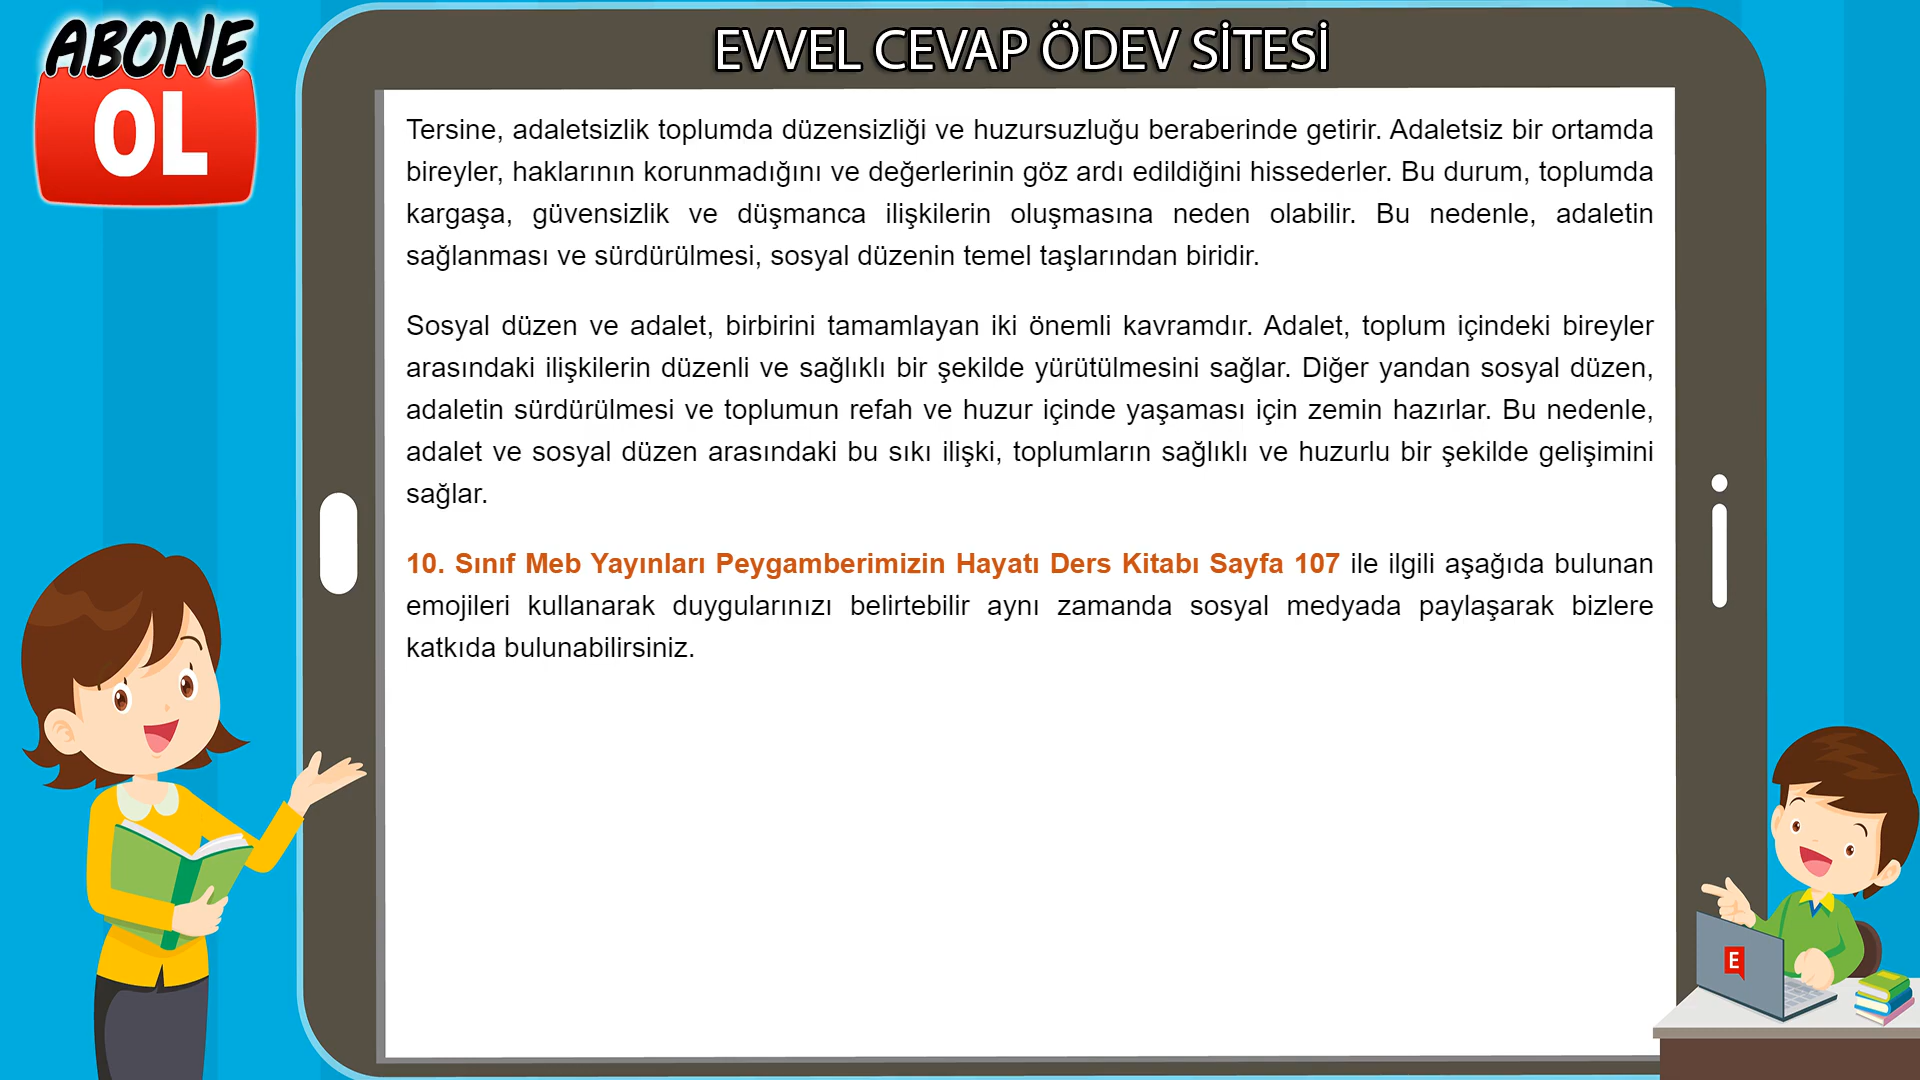 ABONE
OL
EVVEL CEVAP ÖDEV SİTESİ
Tersine, adaletsizlik toplumda düzensizliği ve huzursuzluğu beraberinde getirir. Adaletsiz bir ortamda
bireyler, haklarının korunmadığını ve değerlerinin göz ardı edildiğini hissederler. Bu durum, toplumda
kargaşa, güvensizlik ve düşmanca ilişkilerin oluşmasına neden olabilir. Bu nedenle, adaletin
sağlanması ve sürdürülmesi, sosyal düzenin temel taşlarından biridir.
Sosyal düzen ve adalet, birbirini tamamlayan iki önemli kavramdır. Adalet, toplum içindeki bireyler
arasındaki ilişkilerin düzenli ve sağlıklı bir şekilde yürütülmesini sağlar. Diğer yandan sosyal düzen,
adaletin sürdürülmesi ve toplumun refah ve huzur içinde yaşaması için zemin hazırlar. Bu nedenle,
adalet ve sosyal düzen arasındaki bu sıkı ilişki, toplumların sağlıklı ve huzurlu bir şekilde gelişimini
sağlar.
10. Sınıf Meb Yayınları Peygamberimizin Hayatı Ders Kitabı Sayfa 107 ile ilgili aşağıda bulunan
emojileri kullanarak duygularınızı belirtebilir aynı zamanda sosyal medyada paylaşarak bizlere
katkıda bulunabilirsiniz.
E